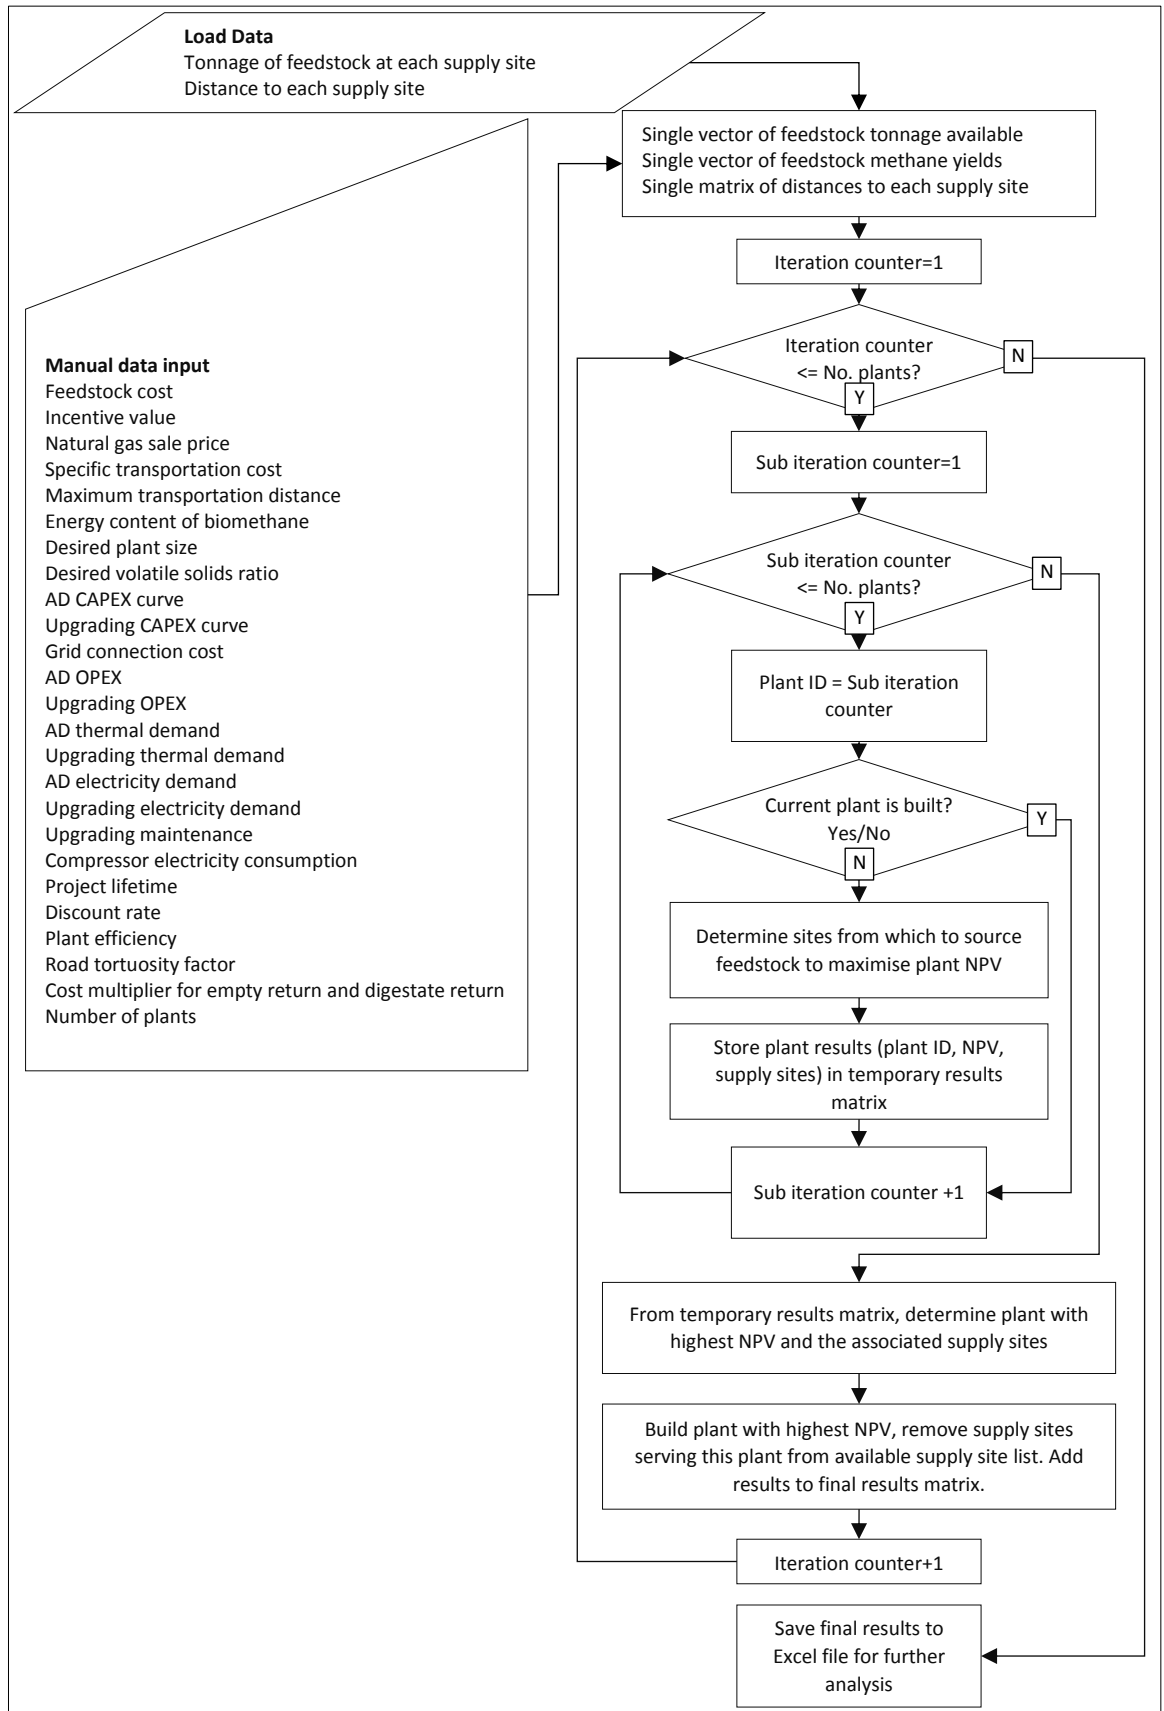 Load Data
Tonnage of feedstock at each supply site
Distance to each supply site
Single vector of feedstock tonnage available
Single vector of feedstock methane yields
Single matrix of distances to each supply site
Iteration counter=1
Iteration counter
<= No. plants?
N
Y
Sub iteration counter=1
Sub iteration counter
<= No. plants?
N
Y
Plant ID = Sub iteration
counter
Current plant is built?
Yes/No
Y
N
Determine sites from which to source
feedstock to maximise plant NPV
Store plant results (plant ID, NPV,
supply sites) in temporary results
matrix
Sub iteration counter +1
From temporary results matrix, determine plant with
highest NPV and the associated supply sites
Build plant with highest NPV, remove supply sites
serving this plant from available supply site list. Add
results to final results matrix.
Iteration counter+1
Save final results to
Excel file for further
analysis
Manual data input
Feedstock cost
Incentive value
Natural gas sale price
Specific transportation cost
Maximum transportation distance
Energy content of biomethane
Desired plant size
Desired volatile solids ratio
AD CAPEX curve
Upgrading CAPEX curve
Grid connection cost
AD OPEX
Upgrading OPEX
AD thermal demand
Upgrading thermal demand
AD electricity demand
Upgrading electricity demand
Upgrading maintenance
Compressor electricity consumption
Project lifetime
Discount rate
Plant efficiency
Road tortuosity factor
Cost multiplier for empty return and digestate return
Number of plants